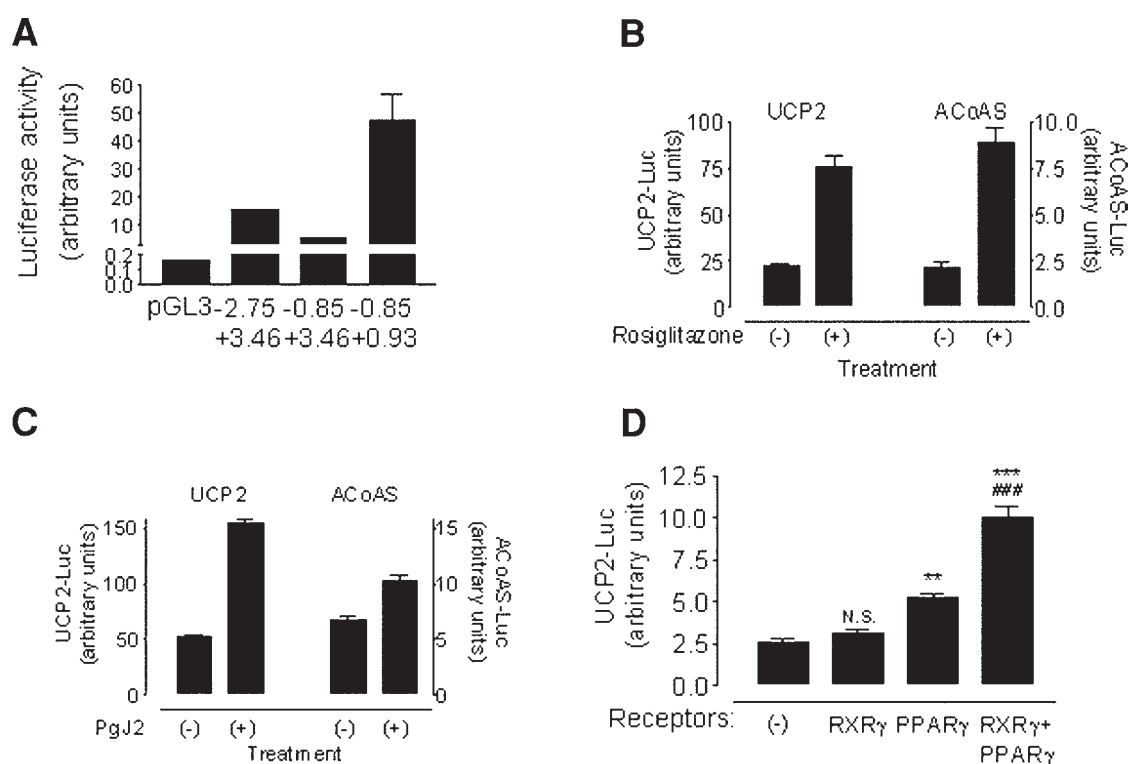 A
Luciferase activity
(arbitrary units)
60
50
40
30
20
10
0.2
0.1
0.0
pGL3 -2.75 -0.85 -0.85
+3.46 +3.46 +0.93
B
UCP2 ACoAS
UCP2-Luc
(arbitrary units)
100
75
50
25
0
10.0
7.5
5.0
2.5
0.0
ACoAS-Luc
(arbitrary units)
Rosiglitazone (-) (+) (-) (+)
Treatment
C
UCP2 ACoAS
UCP2-Luc
(arbitrary units)
150
100
50
0
15
10
5
0
ACoAS-Luc
(arbitrary units)
PgJ2 (-) (+) (-) (+)
Treatment
D
UCP2-Luc
(arbitrary units)
12.5
10.0
7.5
5.0
2.5
0.0
N.S.
**
***
###
Receptors: (-) RXRγ PPARγ RXRγ+
PPARγ